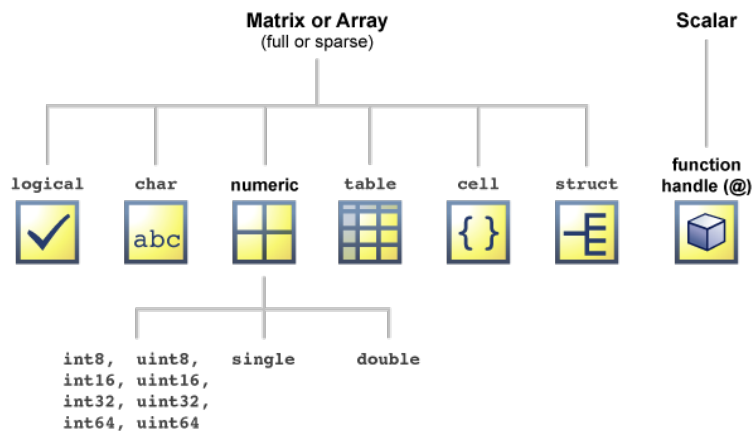 Matrix or Array
(full or sparse)
Scalar
logical
char
numeric
table
cell
struct
function
handle (@)
abc
{ }
int8, uint8,
int16, uint16,
int32, uint32,
int64, uint64
single
double